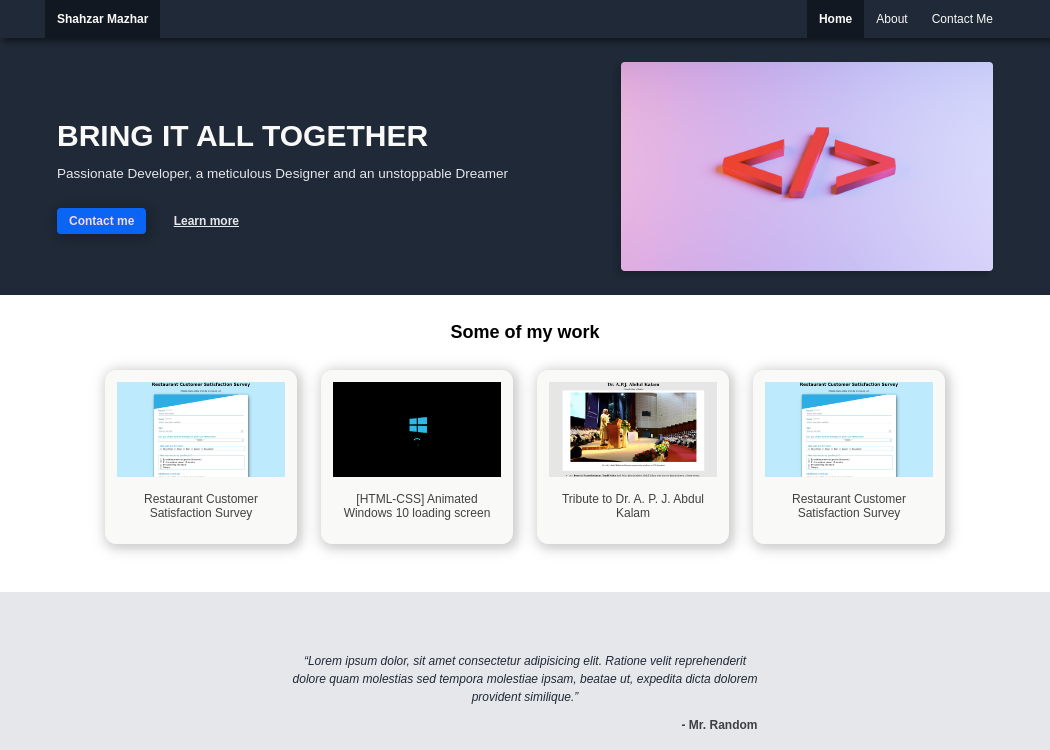 Shahzar Mazhar
Home
About
Contact Me
BRING IT ALL TOGETHER
Passionate Developer, a meticulous Designer and an unstoppable Dreamer
Contact me
Learn more
</>
Some of my work
Restaurant Customer Satisfaction Survey
Restaurant Customer
Satisfaction Survey
[HTML-CSS] Animated
Windows 10 loading screen
Dr. A.P.J. Abdul Kalam
Tribute to Dr. A. P. J. Abdul
Kalam
Restaurant Customer Satisfaction Survey
Restaurant Customer
Satisfaction Survey
“Lorem ipsum dolor, sit amet consectetur adipisicing elit. Ratione velit reprehenderit
dolore quam molestias sed tempora molestiae ipsam, beatae ut, expedita dicta dolorem
provident similique.”
- Mr. Random